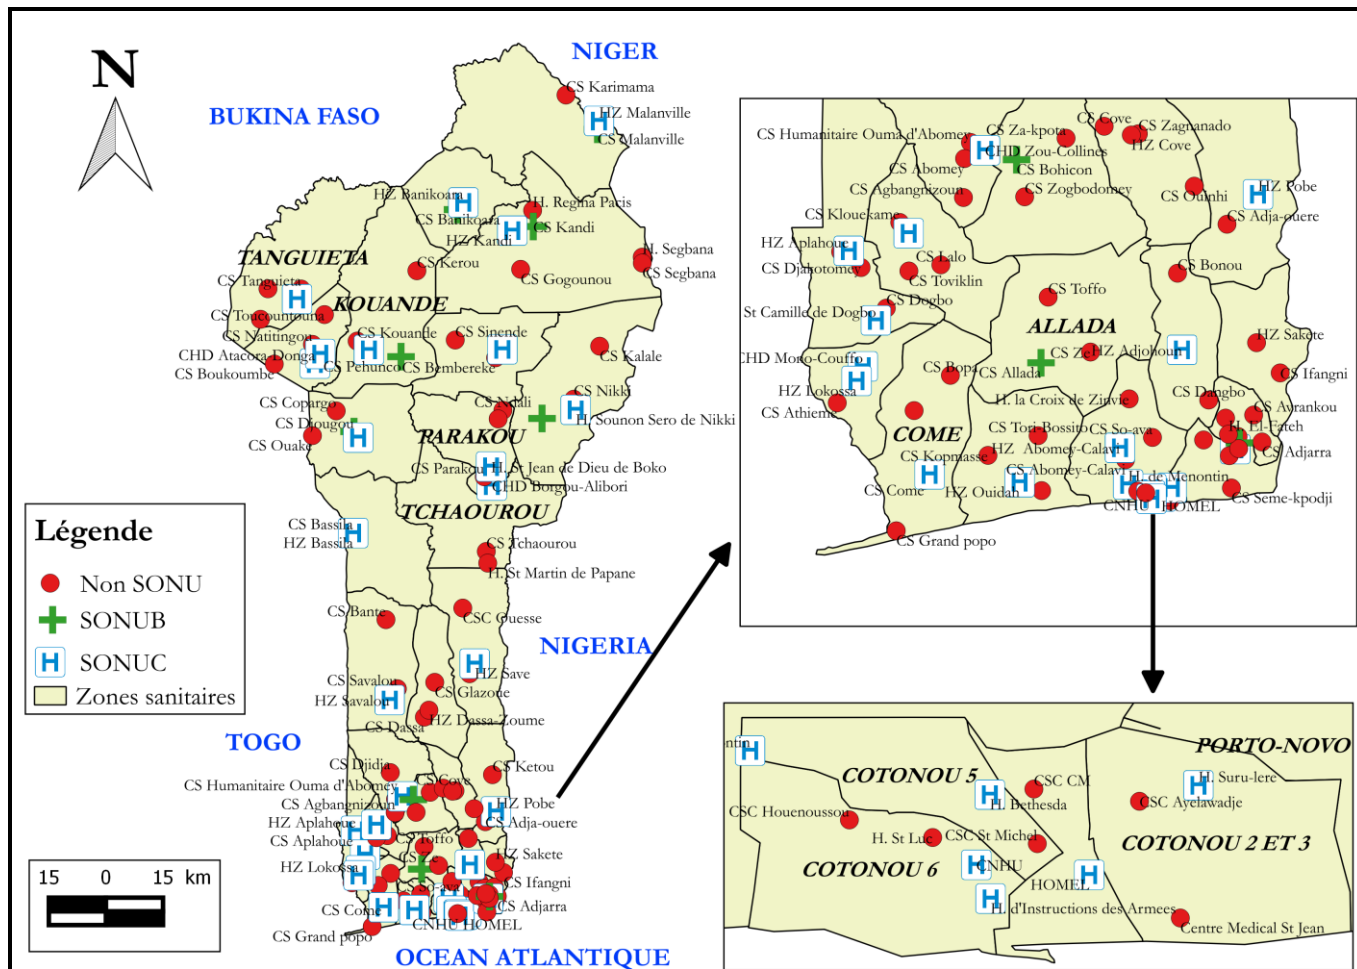 N
NIGER
BUKINA FASO
CS Karimama
HZ Malanville
CS Malanville
HZ Banikoara
CS Banikoara
H. Regina Pacis
HZ Kandi
CS Kandi
TANGUIETA
H. Segbana
CS Segbana
CS Kerou
CS Gogounou
CS Tanguieta
KOUANDE
CS Toucountouna
CS Natitingou
CS Kouande
CS Sinende
CHD Atacora-Donga
CS Pehunco
CS Bembereke
CS Kalale
CS Boukoumbe
CS Nikki
CS Copargo
CS Ndali
CS Djougou
H. Sounon Sero de Nikki
CS Ouake
PARAKOU
CS Parakou
H. St Jean de Dieu de Boko
CHD Borgou-Alibori
TCHAOUROU
CS Bassila
HZ Bassila
CS Tchaourou
H. St Martin de Papane
CS Bante
CSC Ouesse
NIGERIA
HZ Save
CS Savalou
CS Glazoue
HZ Savalou
CS Dassa
HZ Dassa-Zoume
TOGO
CS Djidja
CS Cove
CS Ketou
CS Humanitaire Ouma d'Abomey
CS Agbangnizoun
HZ Pobe
HZ Aplahoue
CS Adja-ouere
CS Aplahoue
CS Toffo
CS Ze
HZ Sakete
HZ Lokossa
CS So-ava
CS Ifangni
CS Come
CS Adjarra
CNHU
HOMEL
CS Grand popo
OCEAN ATLANTIQUE
Légende
Non SONU
SONUB
SONUC
Zones sanitaires
15 0 15 km
CS Cove
CS Zagnanado
CS Humanitaire Ouma d'Abomey
CS Za-kpota
HZ Cove
CHD Zou-Collines
CS Abomey
CS Bohicon
CS Agbangnizoun
CS Zogbodomey
CS Ouinhi
HZ Pobe
CS Klouekame
CS Adja-ouere
HZ Aplahoue
CS Lalo
CS Djakotomey
CS Toviklin
CS Bonou
CS Dogbo
CS Toffo
St Camille de Dogbo
ALLADA
HZ Sakete
CHD Mono-Couffo
CS Ze
HZ Adjohoun
CS Bopa
CS Allada
CS Ifangni
HZ Lokossa
CS Athieme
H. la Croix de Zinvie
CS Dangbo
CS Avrankou
COME
CS Tori-Bossito
CS So-ava
H. El-Fateh
CS Kopmasse
HZ Abomey-Calavi
CS Adjarra
CS Abomey-Calavi
H. de Menontin
CS Come
HZ Ouidah
CS Seme-kpodji
CNHU
HOMEL
CS Grand popo
PORTO-NOVO
COTONOU 5
CSC CM
H. Suru-lere
H. Bethesda
CSC Ayelawadje
CSC Houenoussou
H. St Luc
CSC St Michel
COTONOU 2 ET 3
COTONOU 6
CNHU
HOMEL
H. d'Instructions des Armees
Centre Medical St Jean